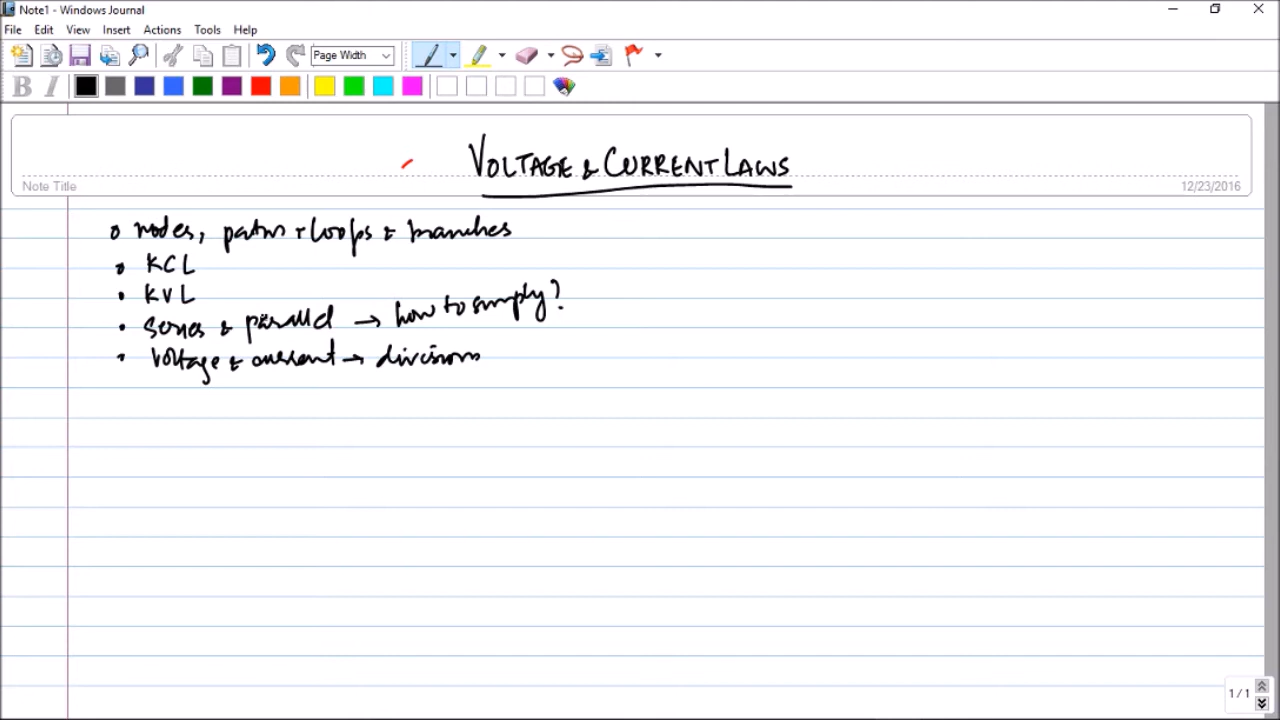 Note1 - Windows Journal
File Edit View Insert Actions Tools Help
Page Width
B I
VOLTAGE & CURRENT LAWS
Note Title
12/23/2016
nodes, paths + loops & branches
KCL
KVL
series & parallel → how to simply?
voltage & current → divisions
1 / 1